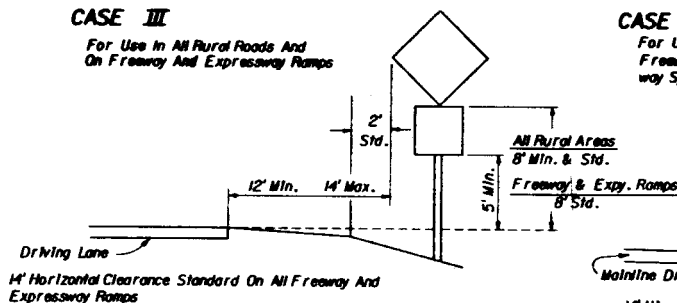 CASE III
For Use In All Rural Roads And
On Freeway And Expressway Ramps
2'
Std.
12' Min. 14' Max.
5' Min.
All Rural Areas
8' Min. & Std.
Freeway & Expy. Ramps
8' Std.
Driving Lane
14' Horizontal Clearance Standard On All Freeway And
Expressway Ramps
CASE
For U
Freew
way S
Mainline Dr